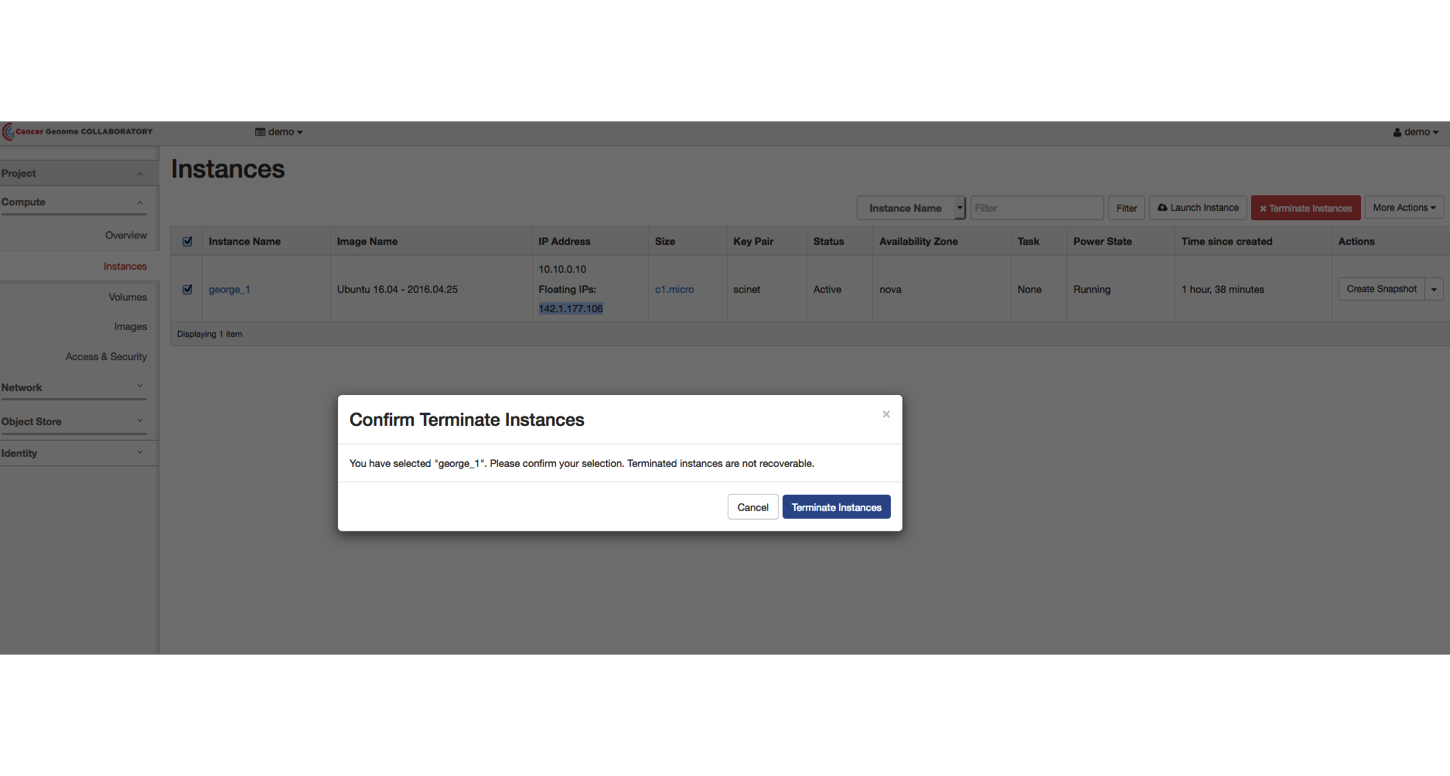 Cancer Genome COLLABORATORY
demo
demo
Project
Compute
Overview
Instances
Volumes
Images
Access & Security
Network
Object Store
Identity
Instances
Instance Name
Filter
Filter
Launch Instance
Terminate Instances
More Actions
Instance Name Image Name IP Address Size Key Pair Status Availability Zone Task Power State Time since created Actions
10.10.0.10
george_1 Ubuntu 16.04 - 2016.04.25 Floating IPs: c1.micro scinet Active nova None Running 1 hour, 38 minutes Create Snapshot
142.1.177.106
Displaying 1 item
Confirm Terminate Instances
×
You have selected "george_1". Please confirm your selection. Terminated instances are not recoverable.
Cancel
Terminate Instances